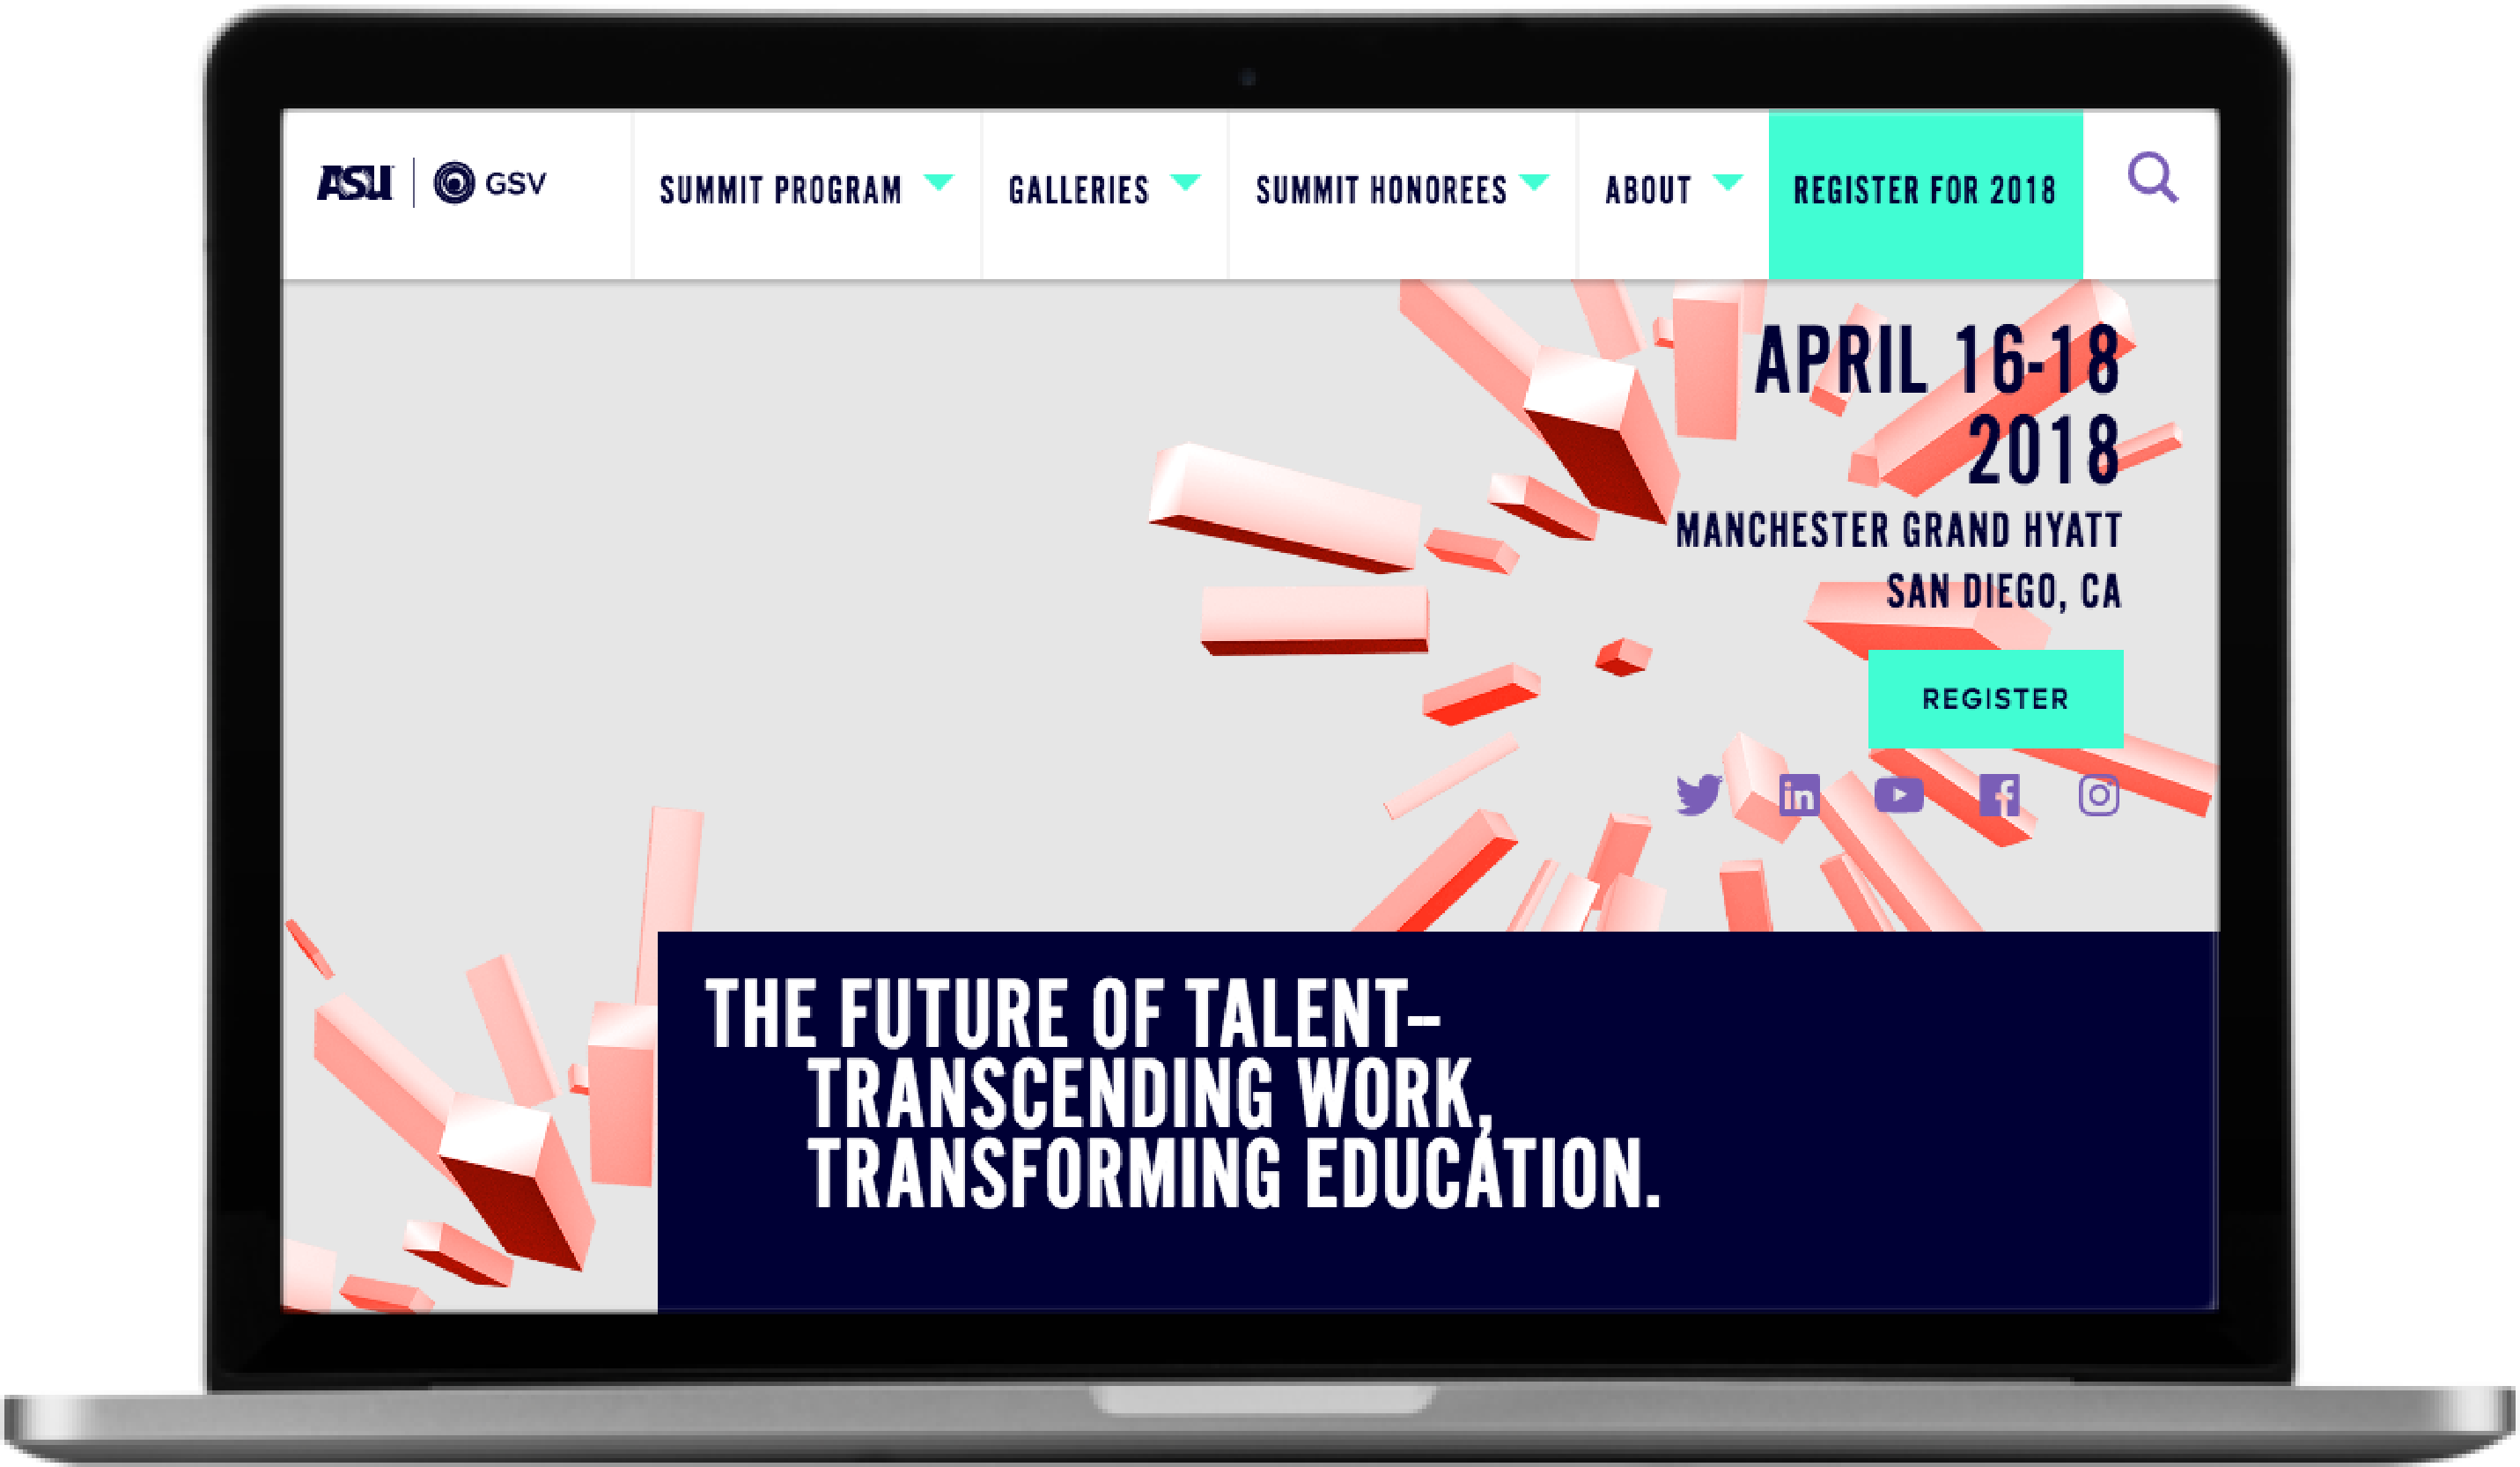 ASU GSV SUMMIT PROGRAM GALLERIES SUMMIT HONOREES ABOUT REGISTER FOR 2018
APRIL 16-18
2018
MANCHESTER GRAND HYATT
SAN DIEGO, CA
REGISTER
THE FUTURE OF TALENT–
TRANSCENDING WORK,
TRANSFORMING EDUCATION.